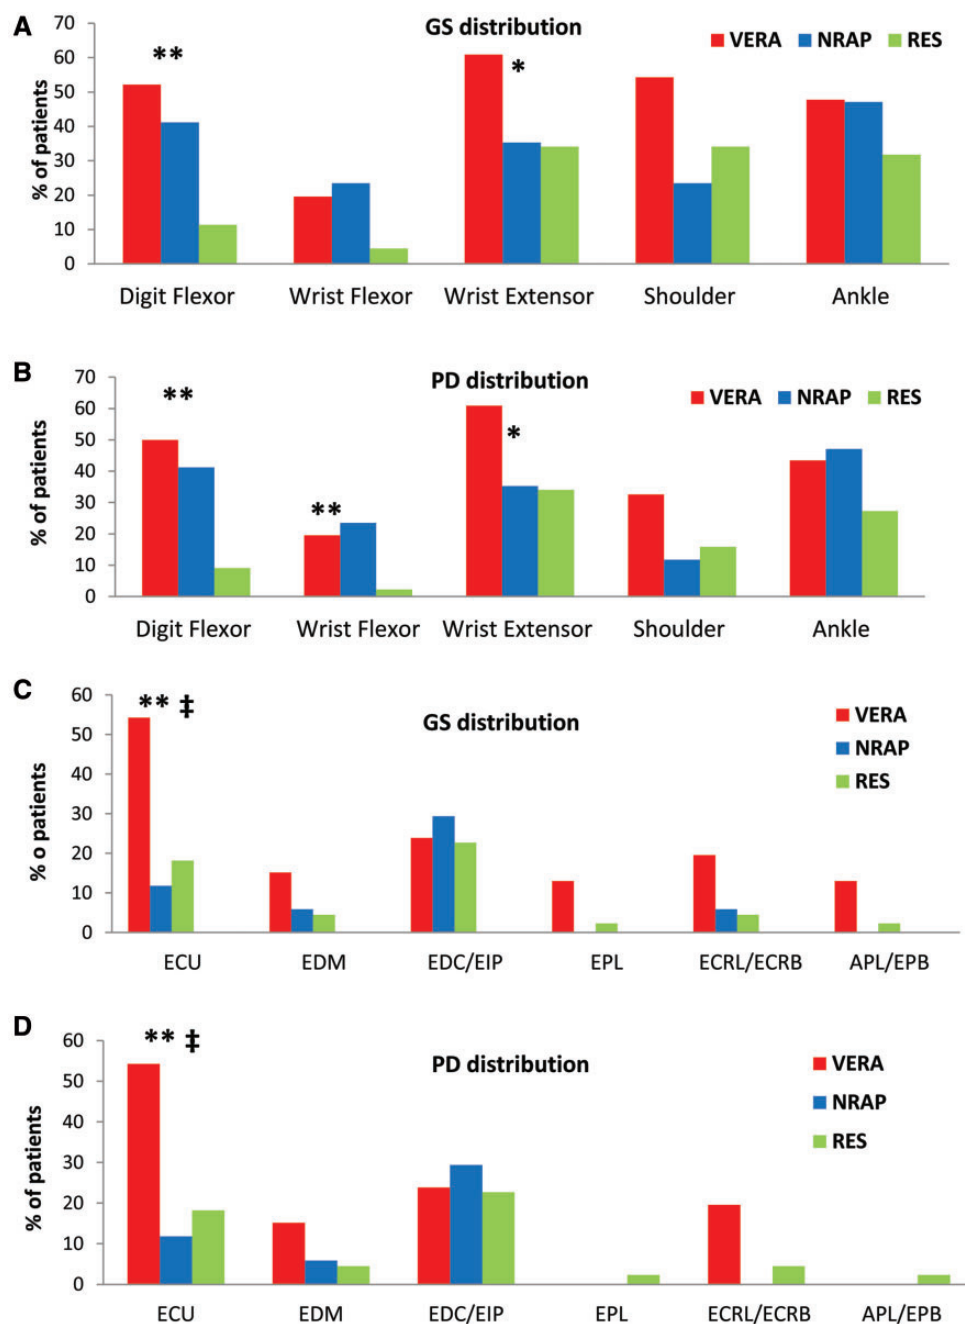 A
GS distribution
VERA NRAP RES
% of patients
70
60
50
40
30
20
10
0
**
*
Digit Flexor Wrist Flexor Wrist Extensor Shoulder Ankle
B
PD distribution
VERA NRAP RES
% of patients
70
60
50
40
30
20
10
0
**
**
*
Digit Flexor Wrist Flexor Wrist Extensor Shoulder Ankle
C
GS distribution
VERA
NRAP
RES
% o patients
60
50
40
30
20
10
0
** ‡
ECU EDM EDC/EIP EPL ECRL/ECRB APL/EPB
D
PD distribution
VERA
NRAP
RES
% of patients
60
50
40
30
20
10
0
** ‡
ECU EDM EDC/EIP EPL ECRL/ECRB APL/EPB